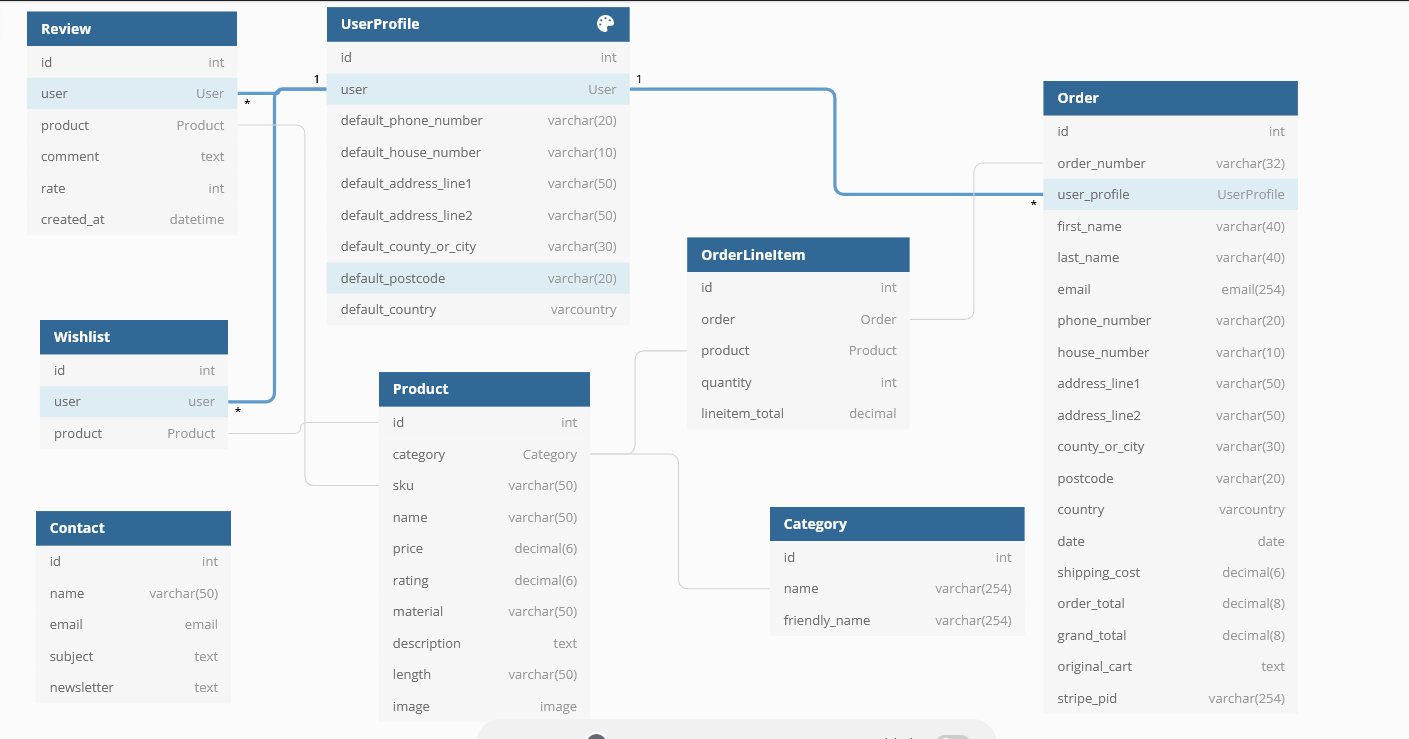 Review
id int
user User
product Product
comment text
rate int
created_at datetime
*
UserProfile
id int
user User
default_phone_number varchar(20)
default_house_number varchar(10)
default_address_line1 varchar(50)
default_address_line2 varchar(50)
default_county_or_city varchar(30)
default_postcode varchar(20)
default_country varcountry
1
1
Order
id int
order_number varchar(32)
user_profile UserProfile
first_name varchar(40)
last_name varchar(40)
email email(254)
phone_number varchar(20)
house_number varchar(10)
address_line1 varchar(50)
address_line2 varchar(50)
county_or_city varchar(30)
postcode varchar(20)
country varcountry
date date
shipping_cost decimal(6)
order_total decimal(8)
grand_total decimal(8)
original_cart text
stripe_pid varchar(254)
*
OrderLineItem
id int
order Order
product Product
quantity int
lineitem_total decimal
Wishlist
id int
user user
product Product
*
Product
id int
category Category
sku varchar(50)
name varchar(50)
price decimal(6)
rating decimal(6)
material varchar(50)
description text
length varchar(50)
image image
Category
id int
name varchar(254)
friendly_name varchar(254)
Contact
id int
name varchar(50)
email email
subject text
newsletter text